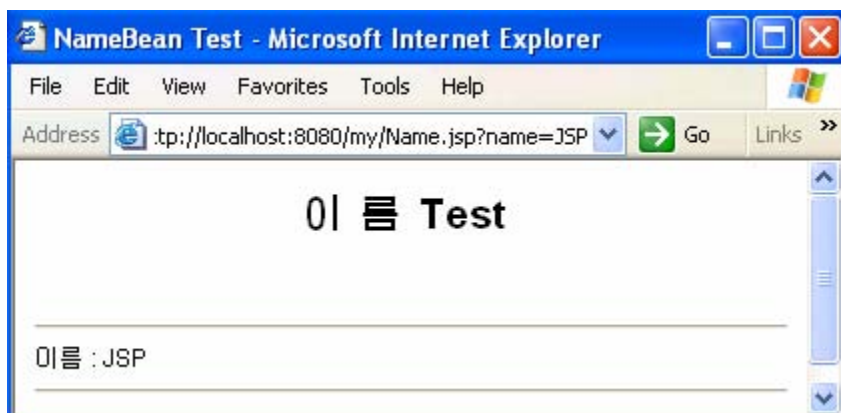 NameBean Test - Microsoft Internet Explorer
File Edit View Favorites Tools Help
Address :tp://localhost:8080/my/Name.jsp?name=JSP Go Links »
이 름 Test
이름 : JSP